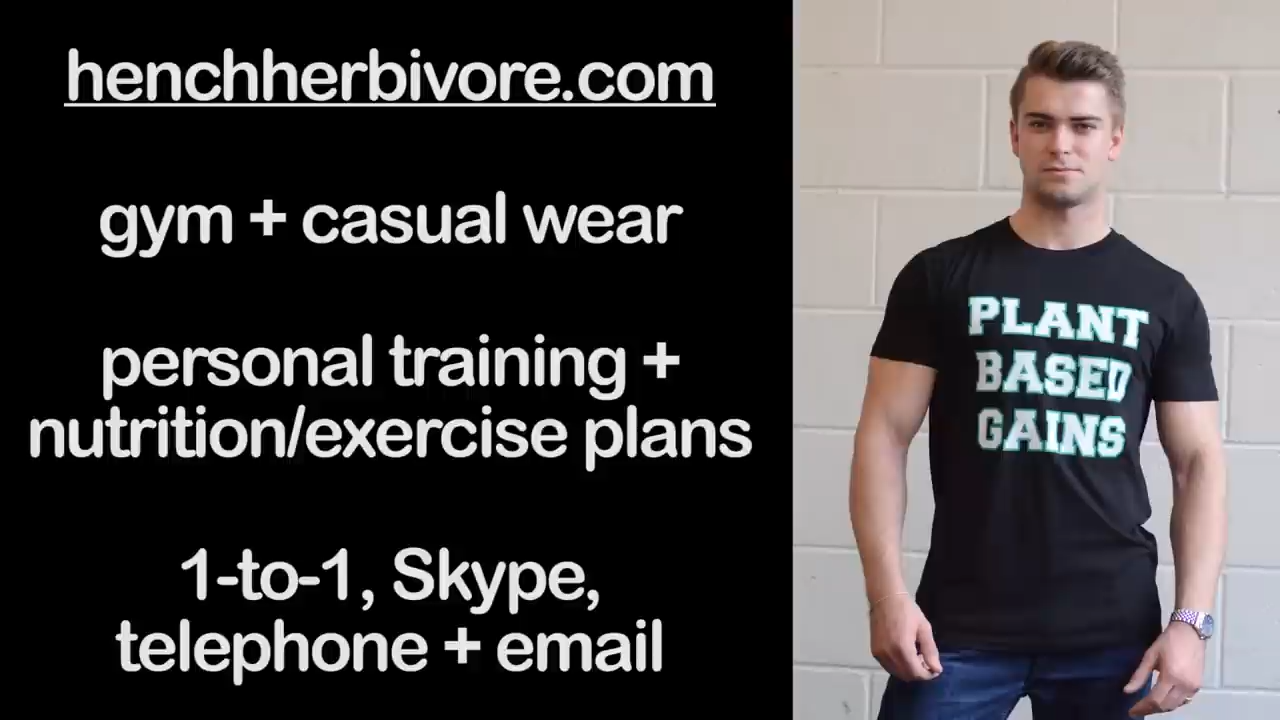 henchherbivore.com
gym + casual wear
personal training +
nutrition/exercise plans
1-to-1, Skype,
telephone + email
PLANT
BASED
GAINS